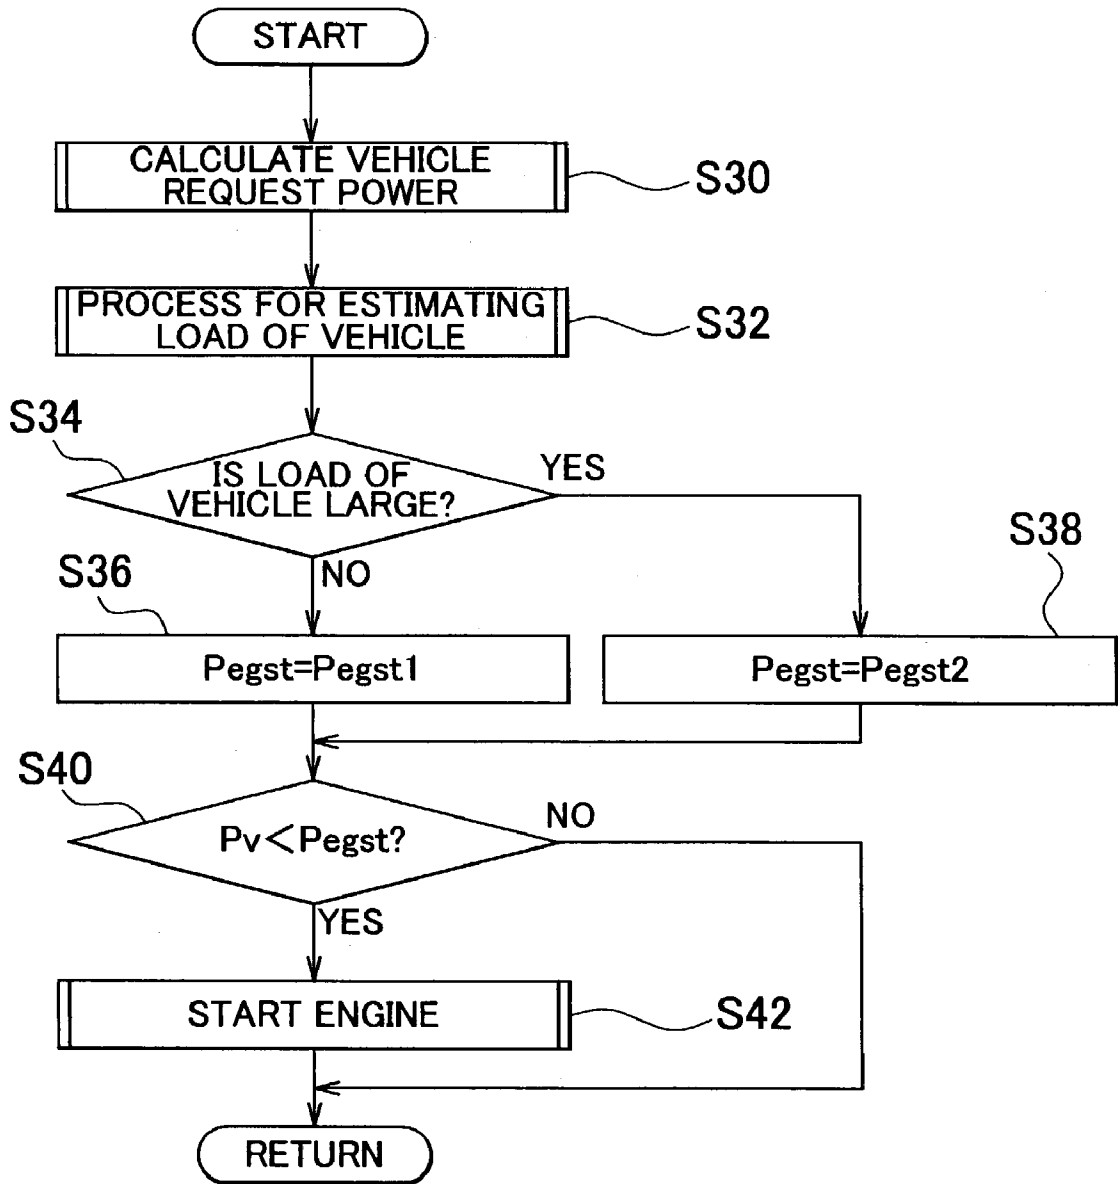 START
CALCULATE VEHICLE
REQUEST POWER
S30
PROCESS FOR ESTIMATING
LOAD OF VEHICLE
S32
S34
IS LOAD OF
VEHICLE LARGE?
YES
NO
S36
S38
Pegst=Pegst1
Pegst=Pegst2
S40
Pv<Pegst?
NO
YES
START ENGINE
S42
RETURN